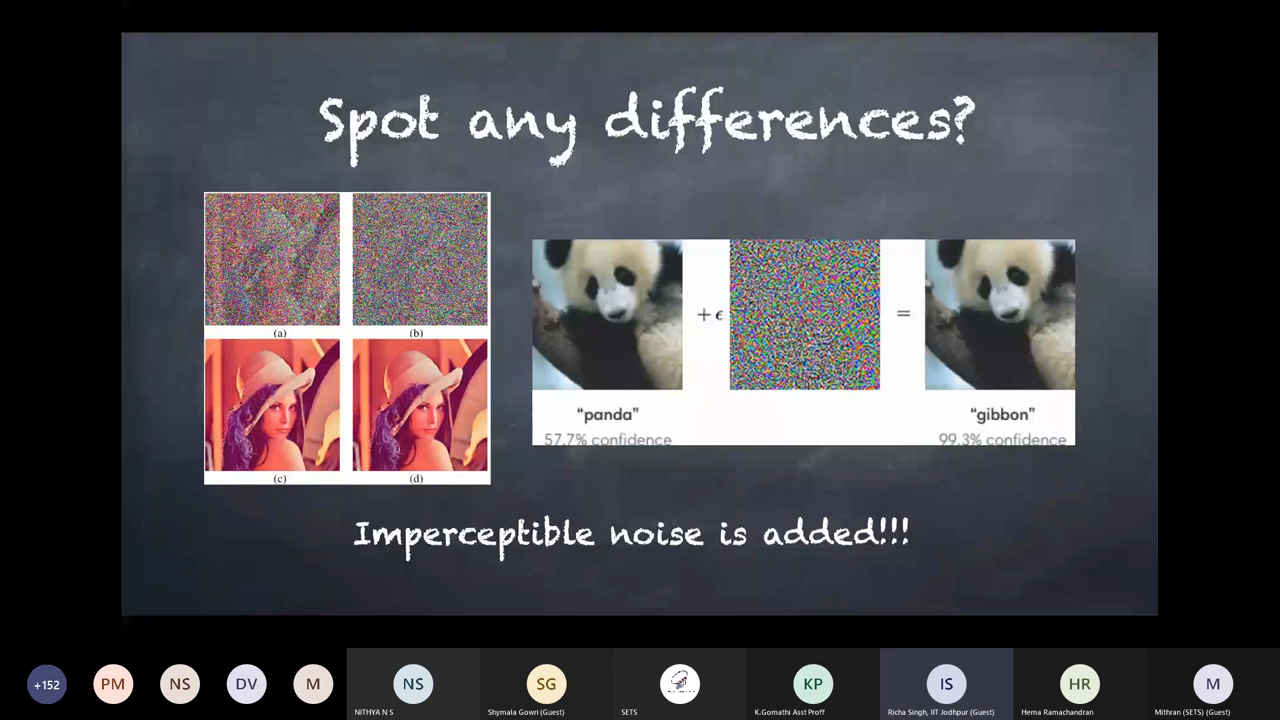 Spot any differences?
(a)
(b)
(c)
(d)
+ ϵ
=
“panda”
57.7% confidence
“gibbon”
99.3% confidence
Imperceptible noise is added!!!
+152
PM
NS
DV
M
NS
NITHYA N S
SG
Shymala Gowri (Guest)
SETS
KP
K.Gomathi Asst Proff
IS
Richa Singh, IIT Jodhpur (Guest)
HR
Hema Ramachandran
M
Mithran (SETS) (Guest)